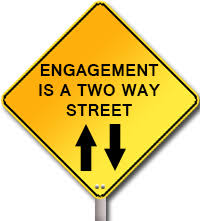 ENGAGEMENT
IS A TWO WAY
STREET